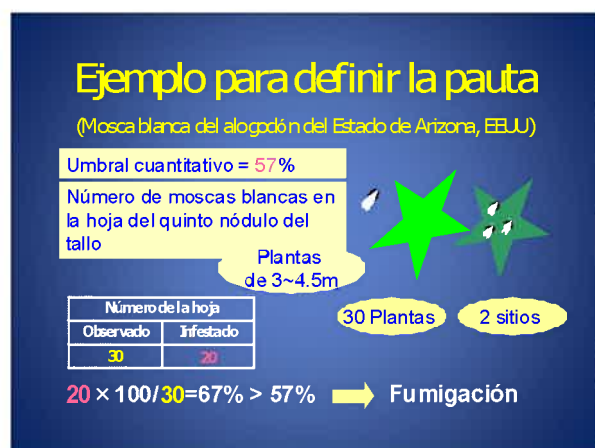 Ejemplo para definir la pauta
(Mosca blanca del alogodón del Estado de Arizona, EEUU)
Umbral cuantitativo = 57%
Número de moscas blancas en
la hoja del quinto nódulo del
tallo
Plantas
de 3~4.5m
30 Plantas
2 sitios
Número de la hoja
Observado Infestado
30 20
20 × 100/30=67% > 57% Fumigación